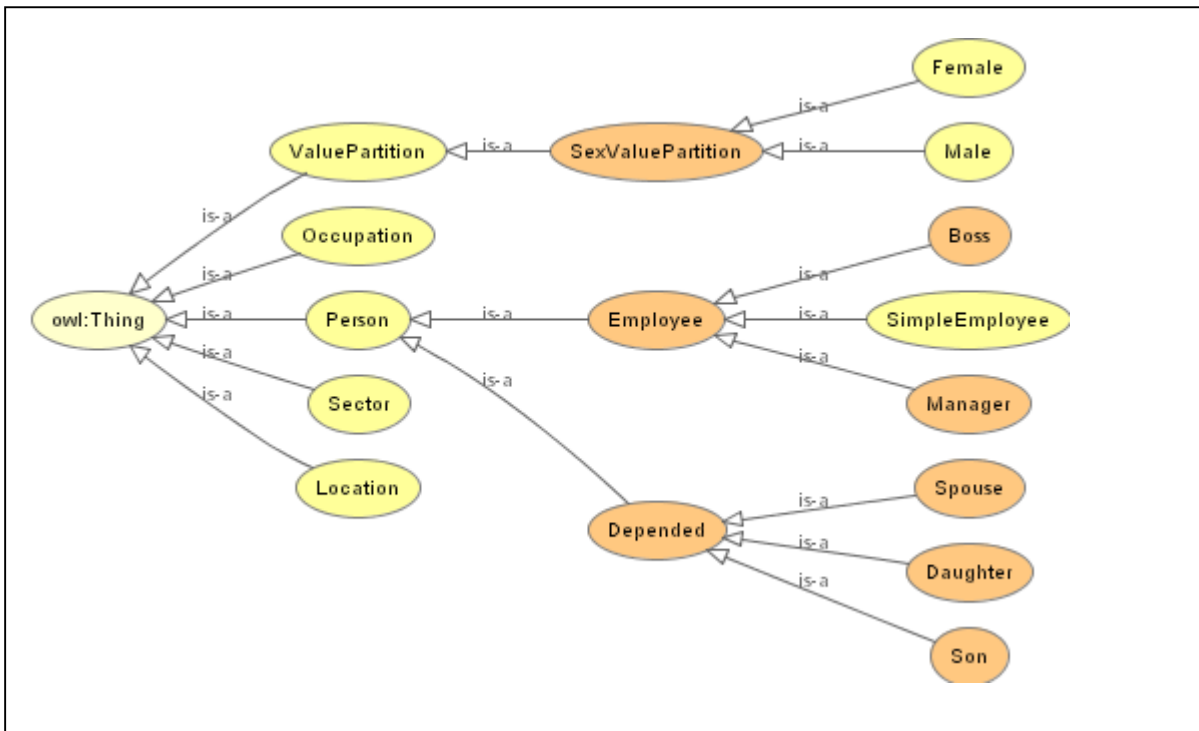 Female
is-a
ValuePartition
is-a
SexValuePartition
is-a
Male
is-a
Occupation
Boss
is-a
is-a
owl:Thing
is-a
Person
is-a
Employee
is-a
SimpleEmployee
is-a
is-a
is-a
Sector
Manager
is-a
Location
Spouse
is-a
Depended
is-a
Daughter
is-a
Son